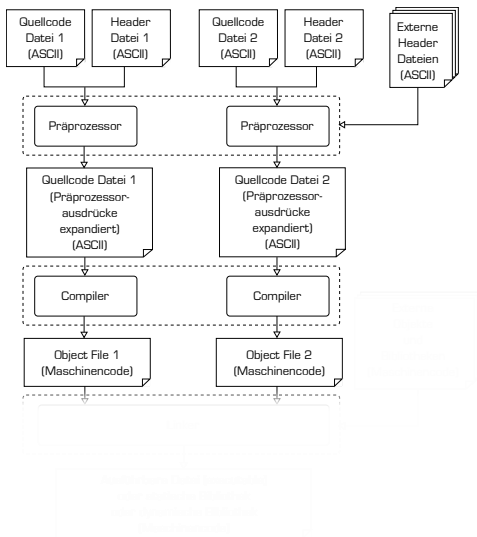 Quellcode
Datei 1
(ASCII)
Header
Datei 1
(ASCII)
Quellcode
Datei 2
(ASCII)
Header
Datei 2
(ASCII)
Externe
Header
Dateien
(ASCII)
Präprozessor
Präprozessor
Quellcode Datei 1
(Präprozessor-
ausdrücke
expandiert)
(ASCII)
Quellcode Datei 2
(Präprozessor-
ausdrücke
expandiert)
(ASCII)
Compiler
Compiler
Object File 1
(Maschinencode)
Object File 2
(Maschinencode)